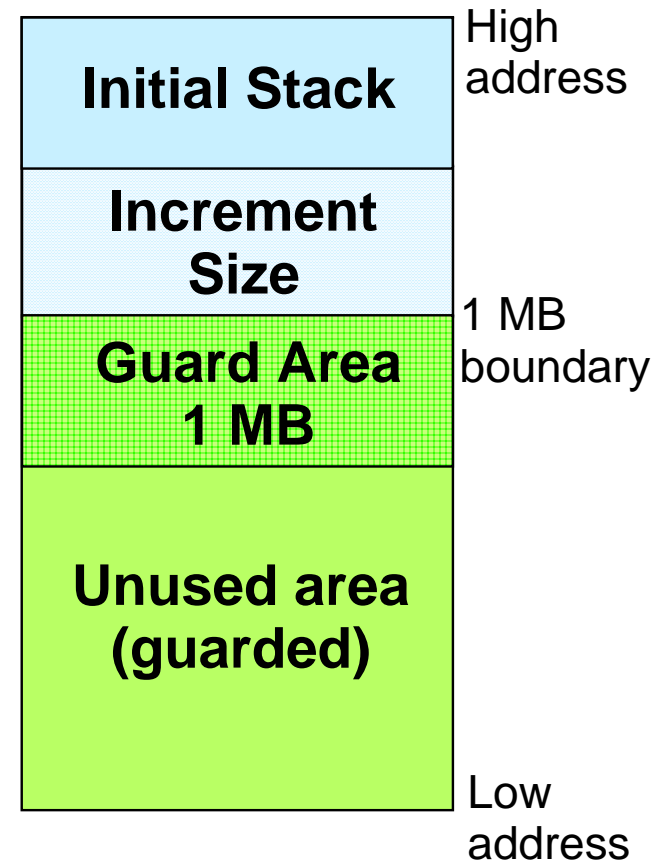 High
address
Initial Stack
Increment
Size
1 MB
boundary
Guard Area
1 MB
Unused area
(guarded)
Low
address